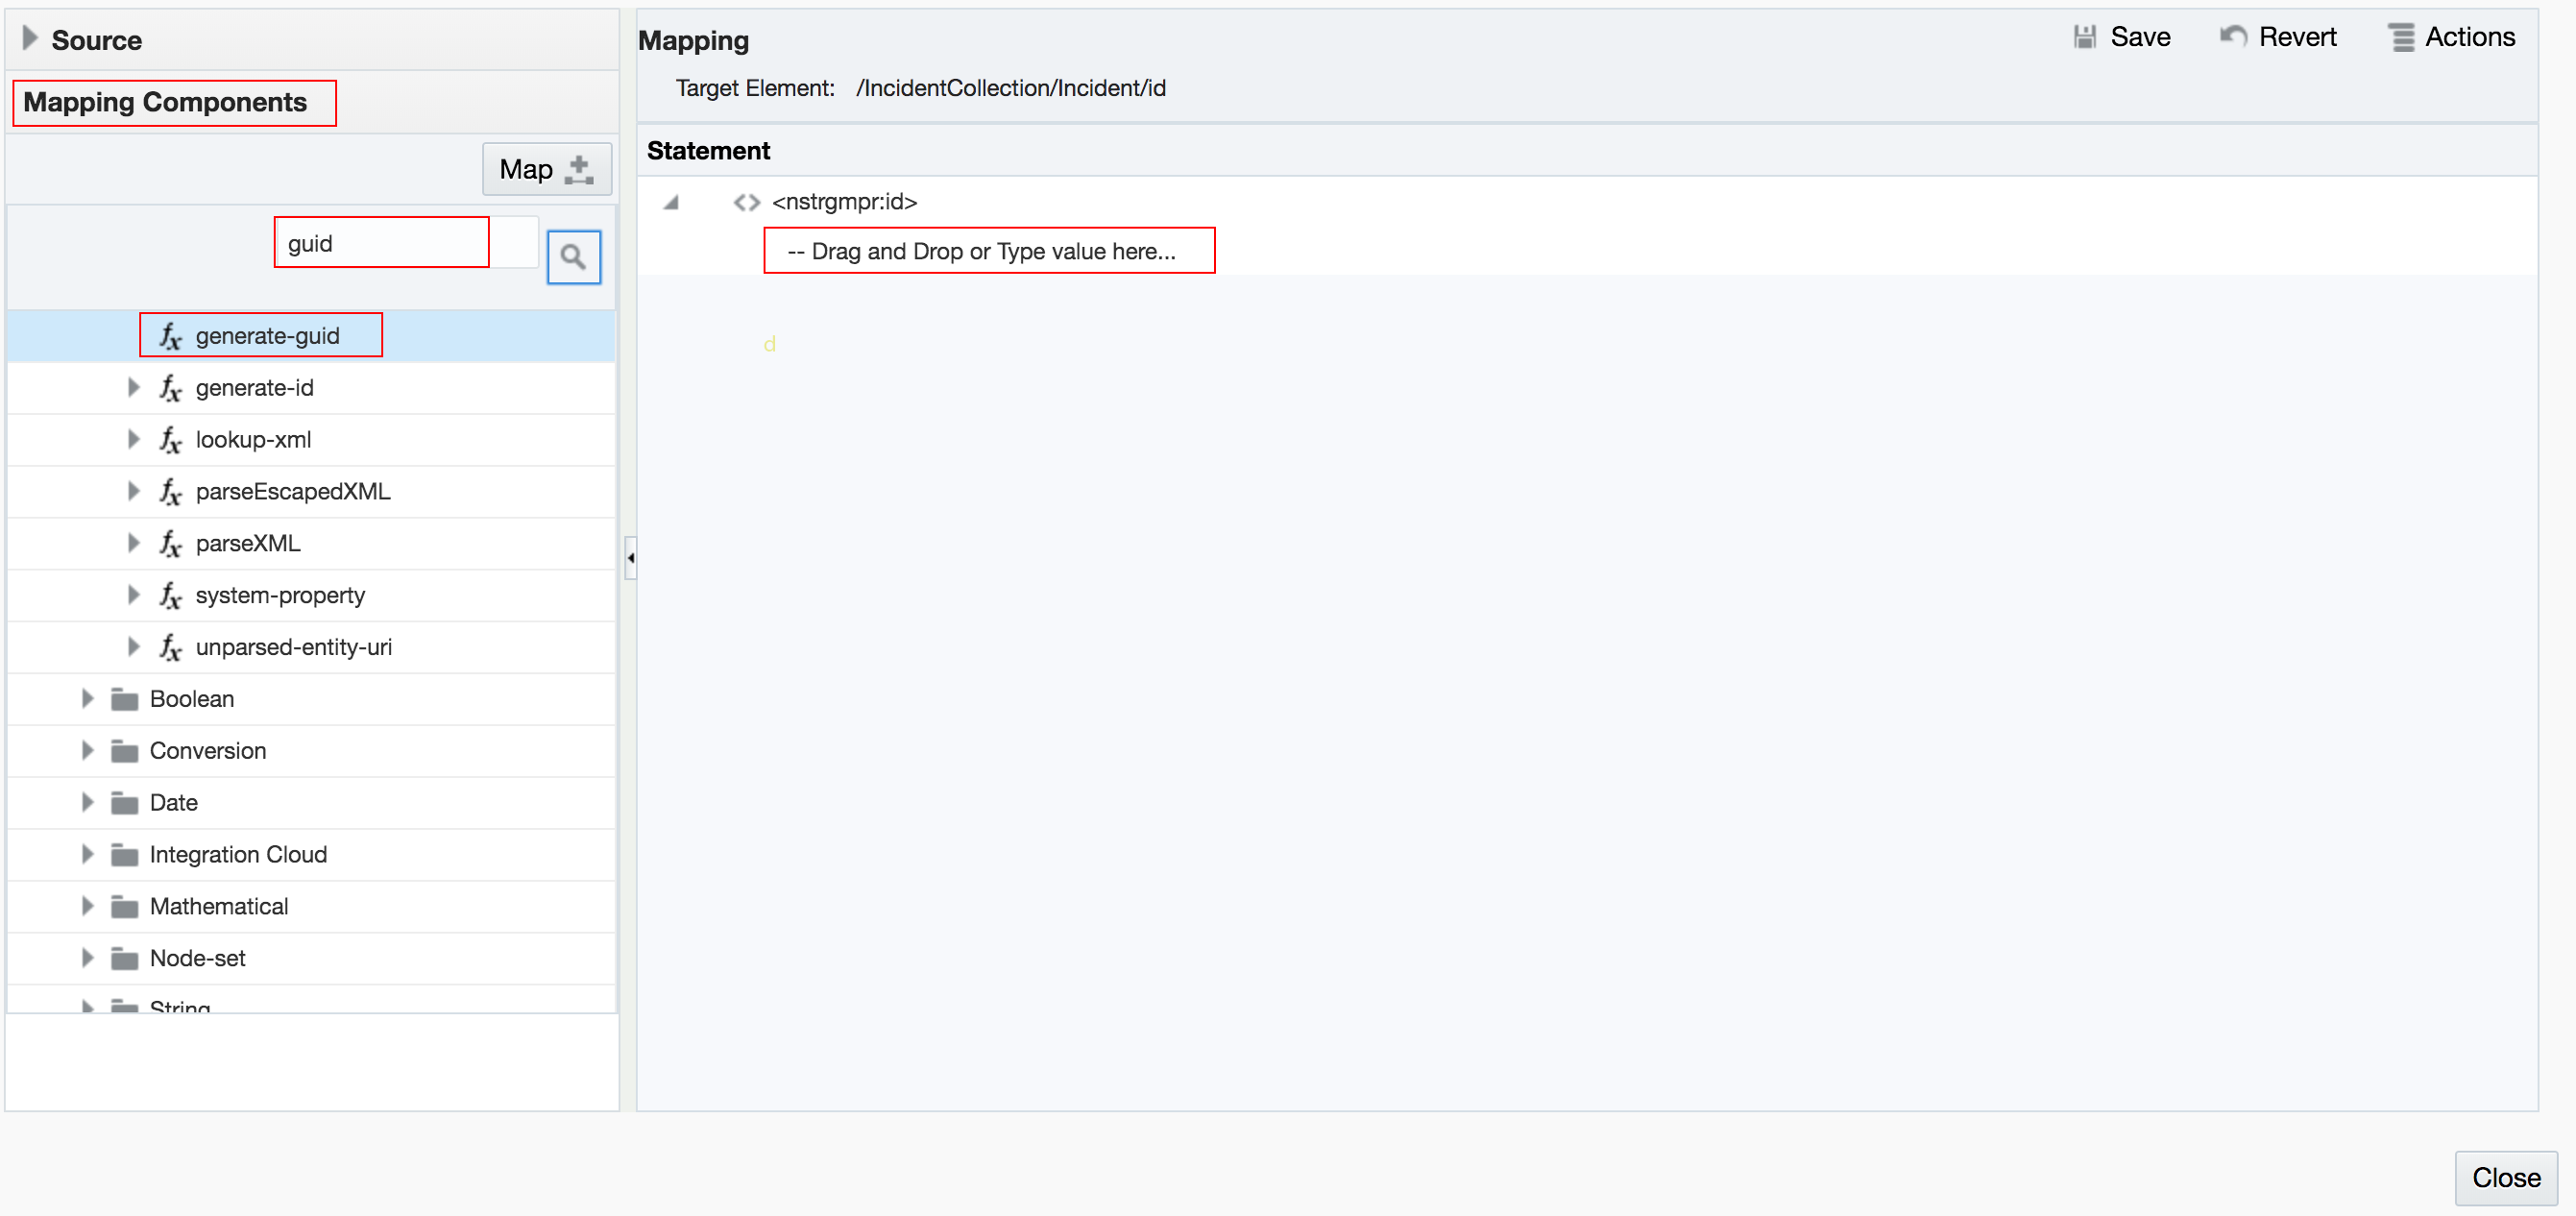 Source
Mapping Components
Map
guid
generate-guid
generate-id
lookup-xml
parseEscapedXML
parseXML
system-property
unparsed-entity-uri
Boolean
Conversion
Date
Integration Cloud
Mathematical
Node-set
String
Mapping
Save
Revert
Actions
Target Element: /IncidentCollection/Incident/id
Statement
<nstrgmpr:id>
-- Drag and Drop or Type value here...
d
Close